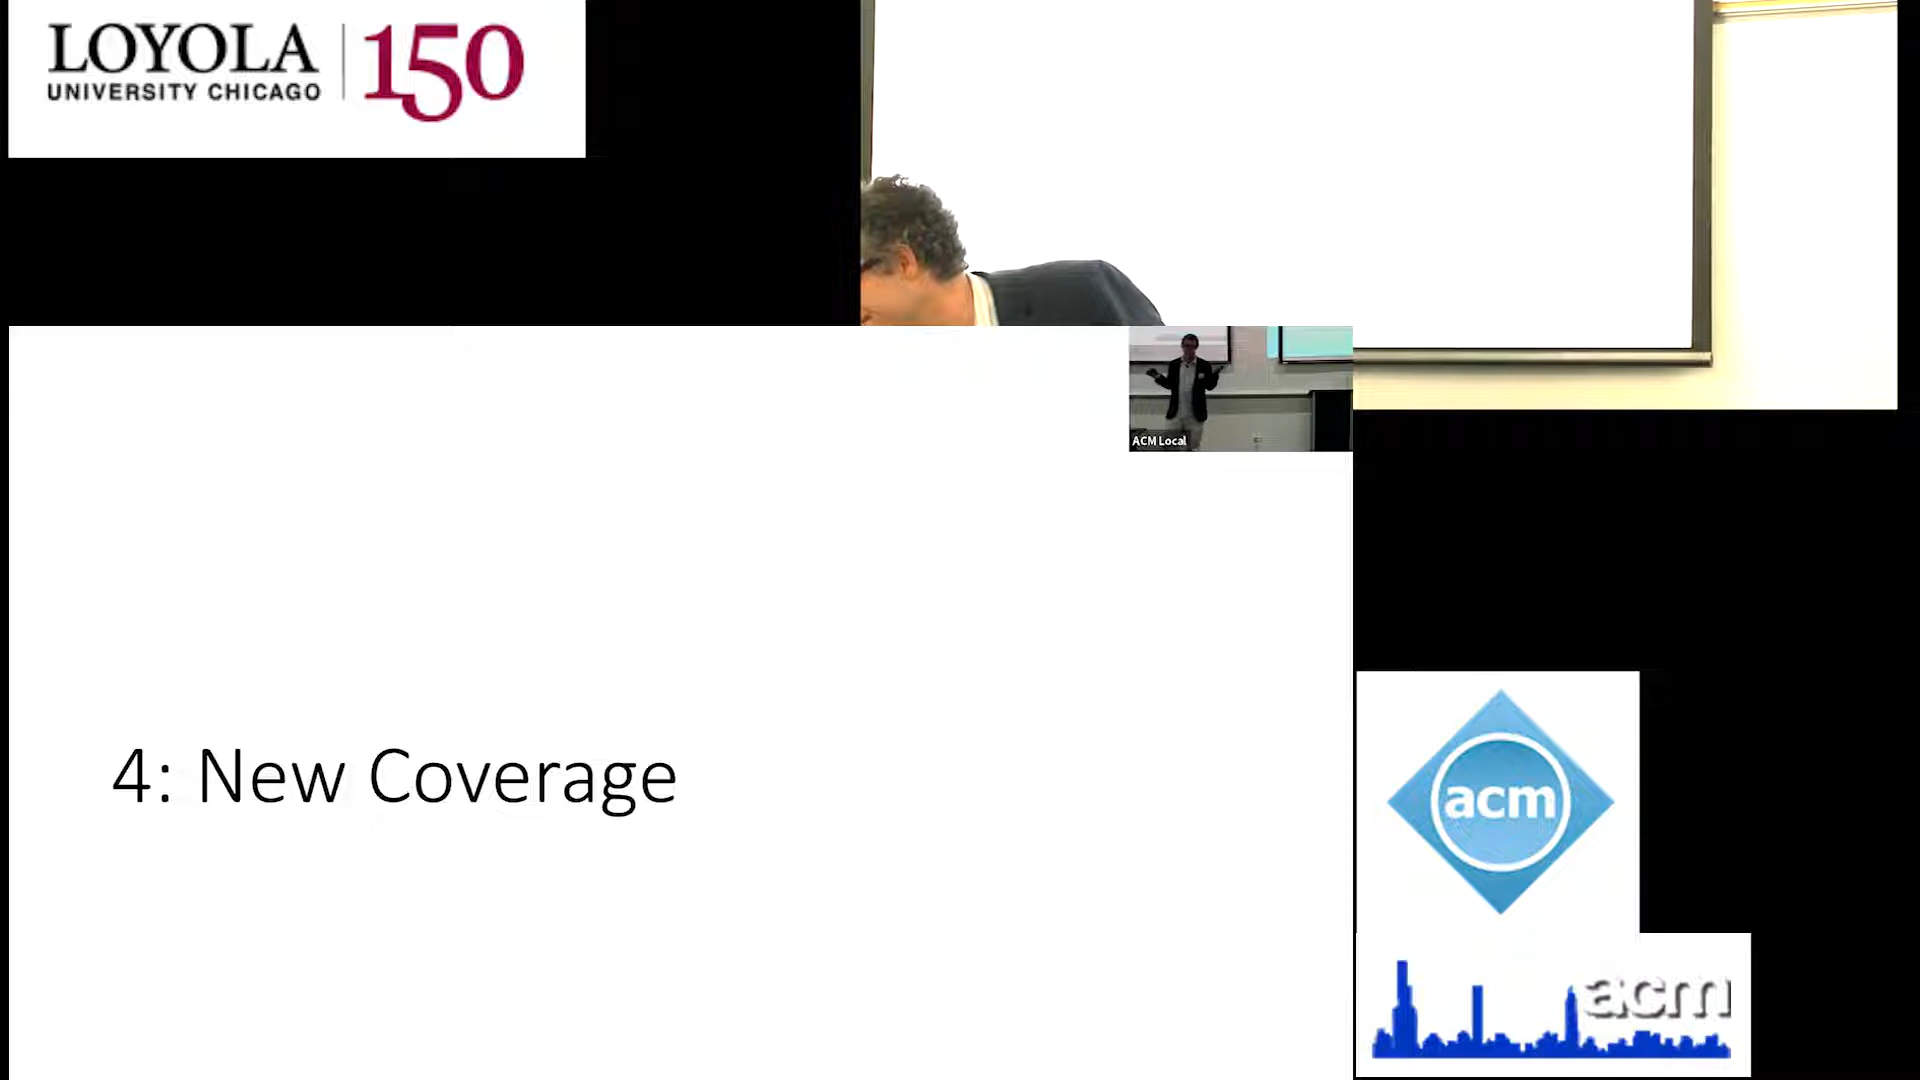 LOYOLA
UNIVERSITY CHICAGO
150
ACM Local
4: New Coverage
acm
acm